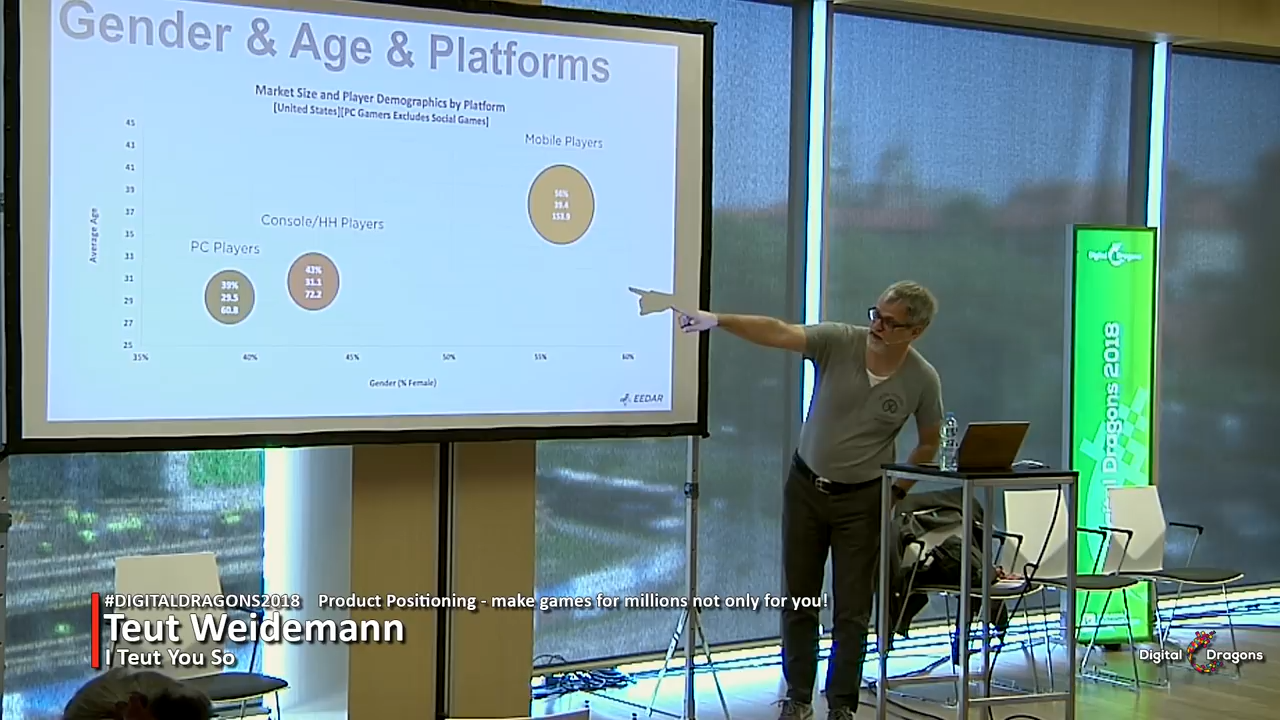 Gender & Age & Platforms
Market Size and Player Demographics by Platform
[United States][PC Gamers Excludes Social Games]
45
43
41
39
37
35
33
31
29
27
25
Average Age
Mobile Players
56%
39.4
153.9
Console/HH Players
43%
31.1
72.2
PC Players
39%
29.5
60.8
35%
40%
45%
50%
55%
60%
Gender (% Female)
EEDAR
Digital Dragons
Digital Dragons 2018
#DIGITALDRAGONS2018 Product Positioning - make games for millions not only for you!
Teut Weidemann
I Teut You So
Digital Dragons